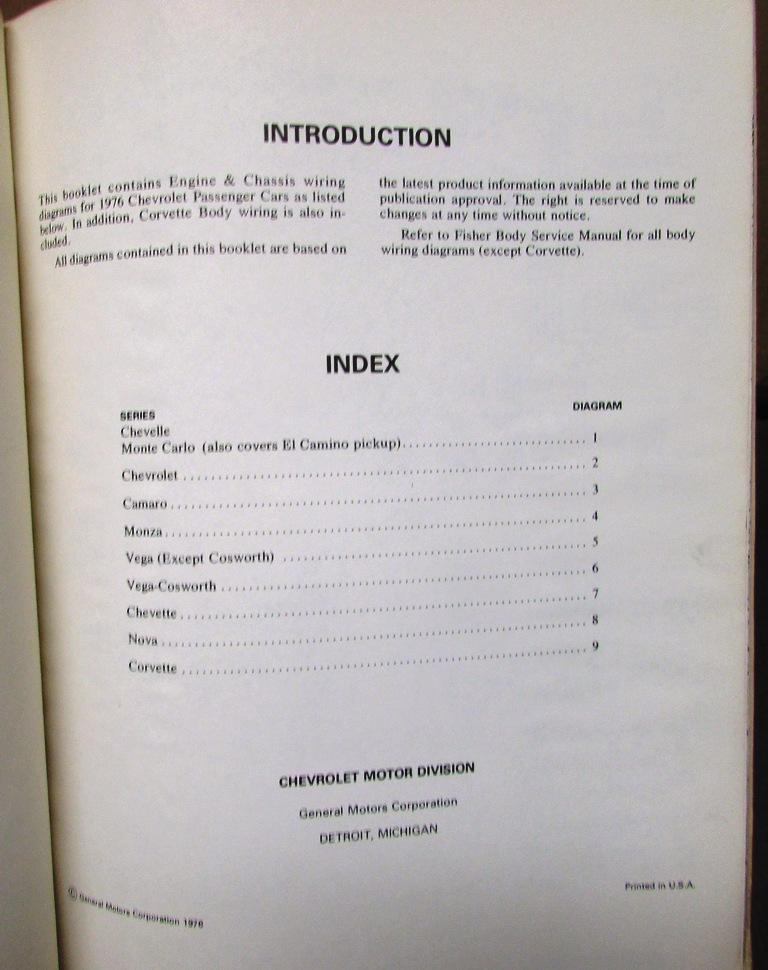 INTRODUCTION
This booklet contains Engine & Chassis wiring
diagrams for 1976 Chevrolet Passenger Cars as listed
below. In addition, Corvette Body wiring is also in-
cluded.
All diagrams contained in this booklet are based on
the latest product information available at the time of
publication approval. The right is reserved to make
changes at any time without notice.
Refer to Fisher Body Service Manual for all body
wiring diagrams (except Corvette).
INDEX
SERIES DIAGRAM
Chevelle
Monte Carlo (also covers El Camino pickup) 1
Chevrolet 2
Camaro 3
Monza 4
Vega (Except Cosworth) 5
Vega-Cosworth 6
Chevette 7
Nova 8
Corvette 9
CHEVROLET MOTOR DIVISION
General Motors Corporation
DETROIT, MICHIGAN
© General Motors Corporation 1976
Printed in U.S.A.